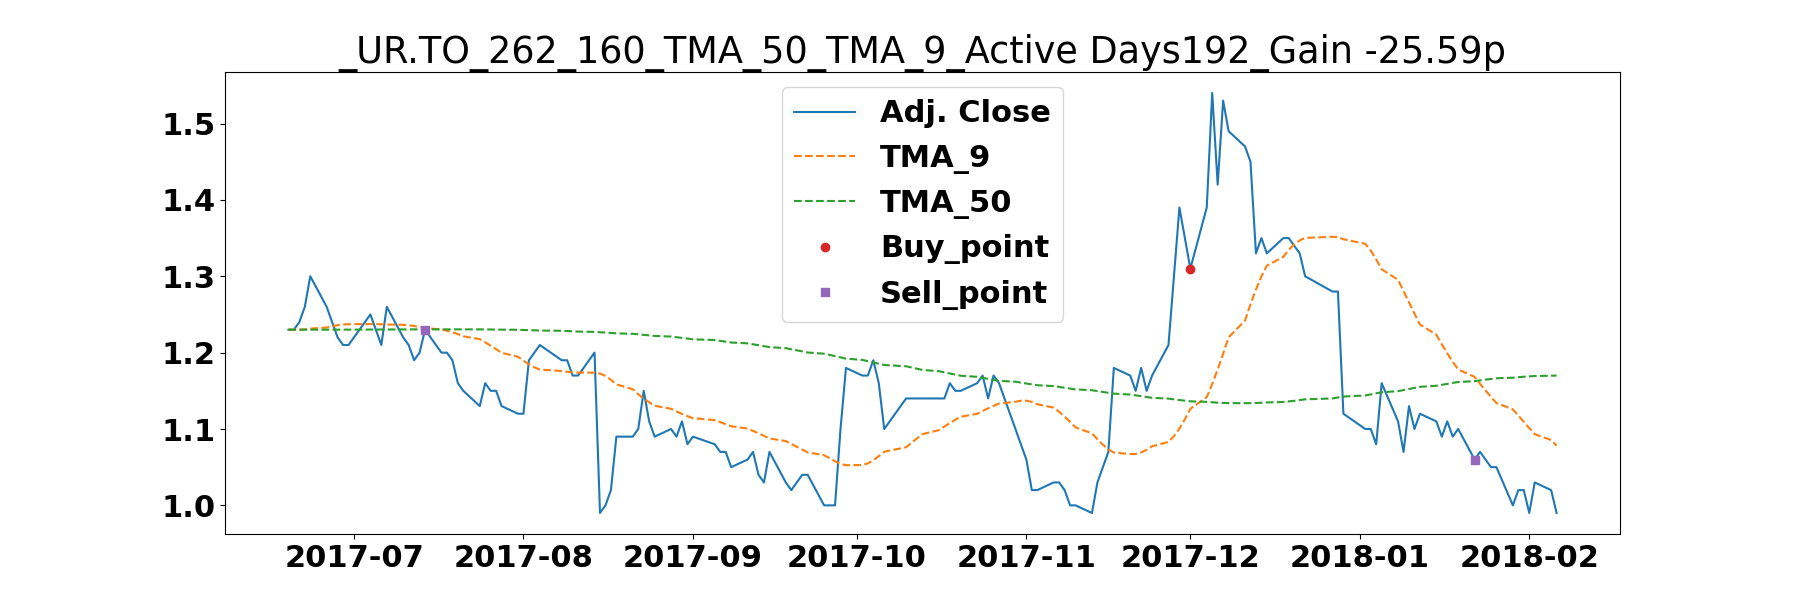 _UR.TO_262_160_TMA_50_TMA_9_Active Days192_Gain -25.59p
Adj. Close
TMA_9
TMA_50
Buy_point
Sell_point
1.5
1.4
1.3
1.2
1.1
1.0
2017-07 2017-08 2017-09 2017-10 2017-11 2017-12 2018-01 2018-02